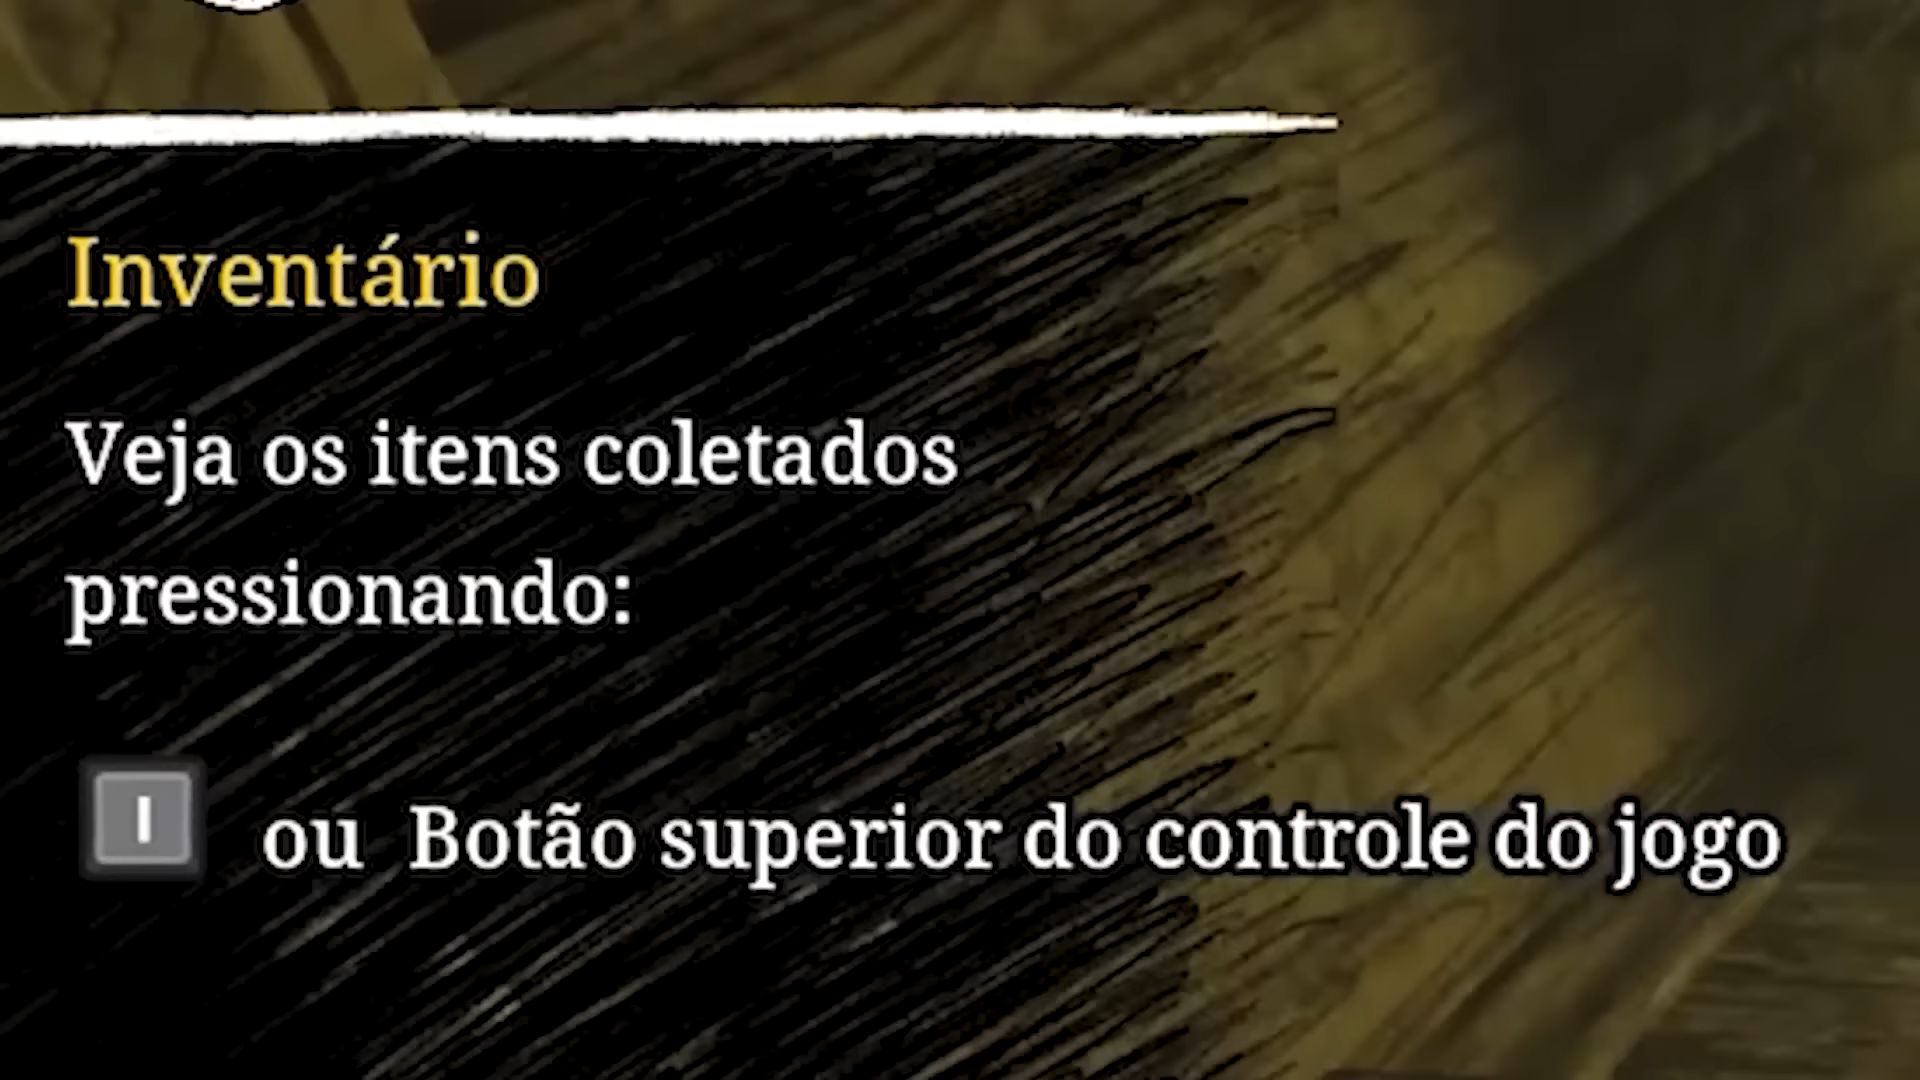 Inventário
Veja os itens coletados
pressionando:
I ou Botão superior do controle do jogo